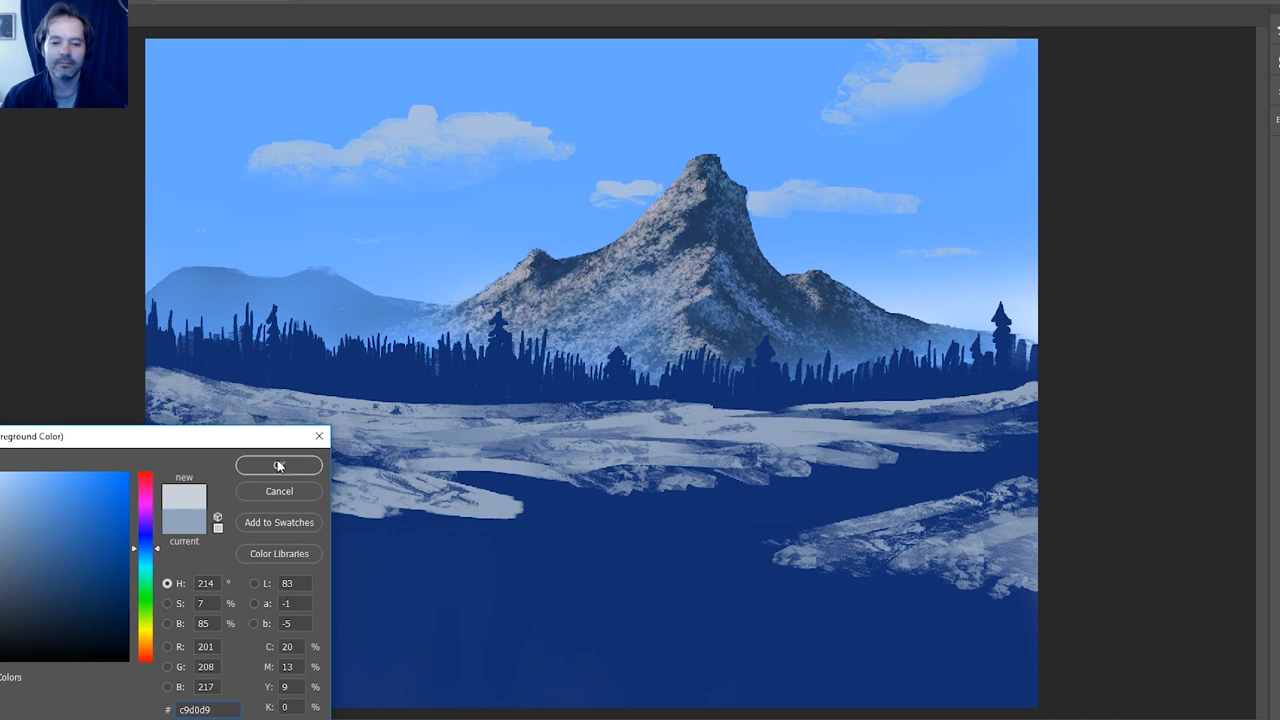 reground Color)
new
current
Cancel
Add to Swatches
Color Libraries
H: 214 ° L: 83
S: 7 % a: -1
B: 85 % b: -5
R: 201 C: 20 %
G: 208 M: 13 %
B: 217 Y: 9 %
# c9d0d9 K: 0 %
Colors